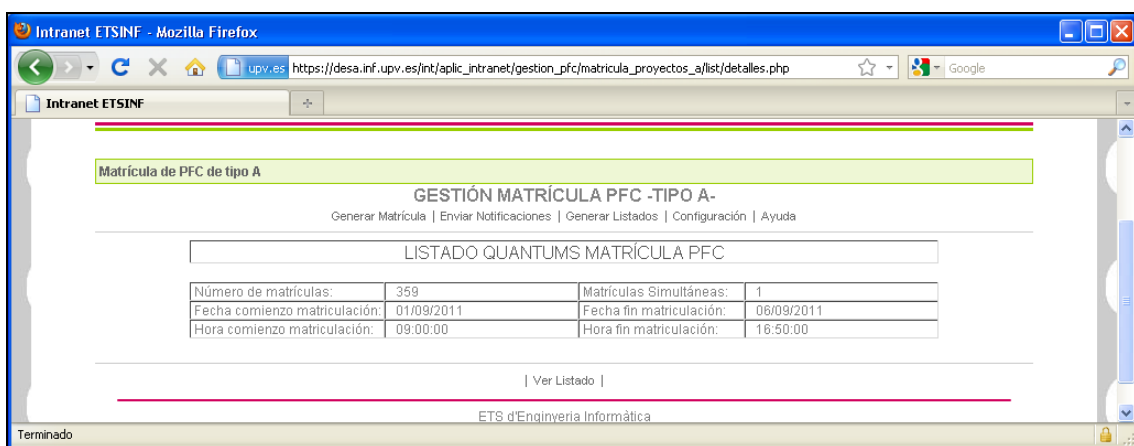 Intranet ETSINF - Mozilla Firefox
upv.es https://desa.inf.upv.es/int/aplic_intranet/gestion_pfc/matricula_proyectos_a/list/detalles.php Google
Intranet ETSINF
Matrícula de PFC de tipo A
GESTIÓN MATRÍCULA PFC -TIPO A-
Generar Matrícula | Enviar Notificaciones | Generar Listados | Configuración | Ayuda
LISTADO QUANTUMS MATRÍCULA PFC
Número de matrículas: 359 Matrículas Simultáneas: 1
Fecha comienzo matriculación: 01/09/2011 Fecha fin matriculación: 06/09/2011
Hora comienzo matriculación: 09:00:00 Hora fin matriculación: 16:50:00
| Ver Listado |
ETS d'Enginyeria Informàtica
Terminado